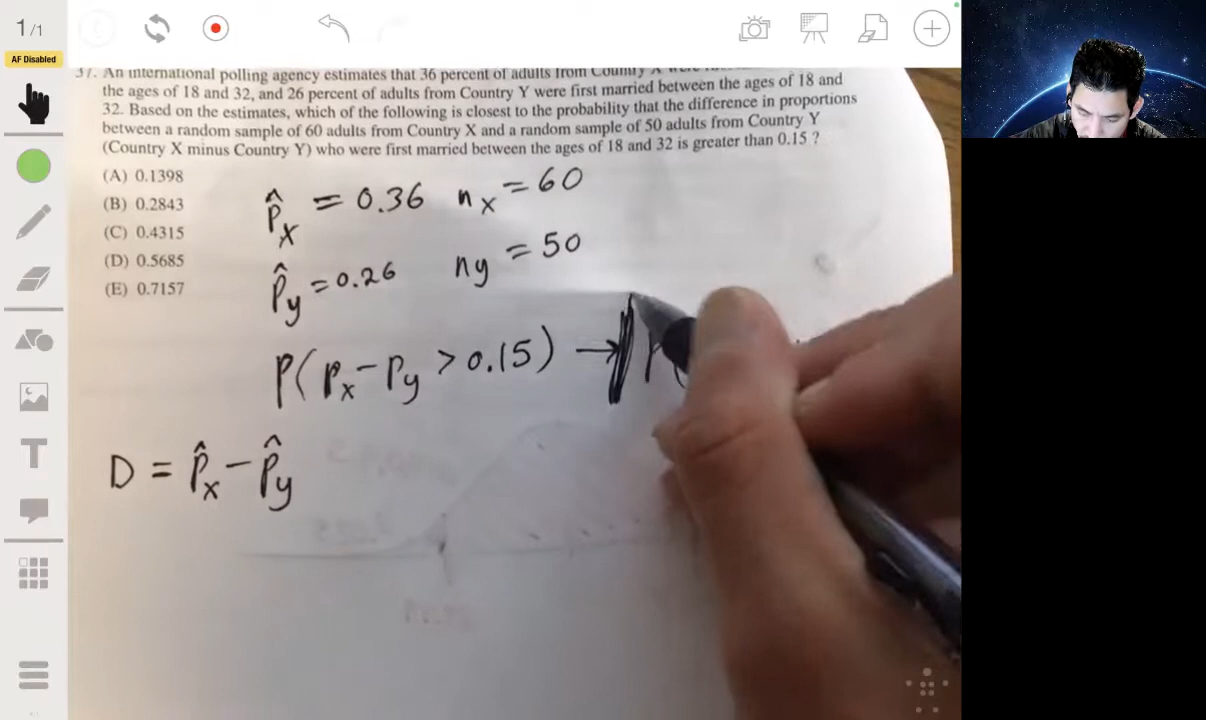 1/1
AF Disabled
37. An international polling agency estimates that 36 percent of adults from Country X were
the ages of 18 and 32, and 26 percent of adults from Country Y were first married between the ages of 18 and
32. Based on the estimates, which of the following is closest to the probability that the difference in proportions
between a random sample of 60 adults from Country X and a random sample of 50 adults from Country Y
(Country X minus Country Y) who were first married between the ages of 18 and 32 is greater than 0.15 ?
(A) 0.1398
(B) 0.2843
(C) 0.4315
(D) 0.5685
(E) 0.7157
p̂x = 0.36 nx = 60
p̂y = 0.26 ny = 50
P(px - py > 0.15) → P(
D = p̂x - p̂y
T